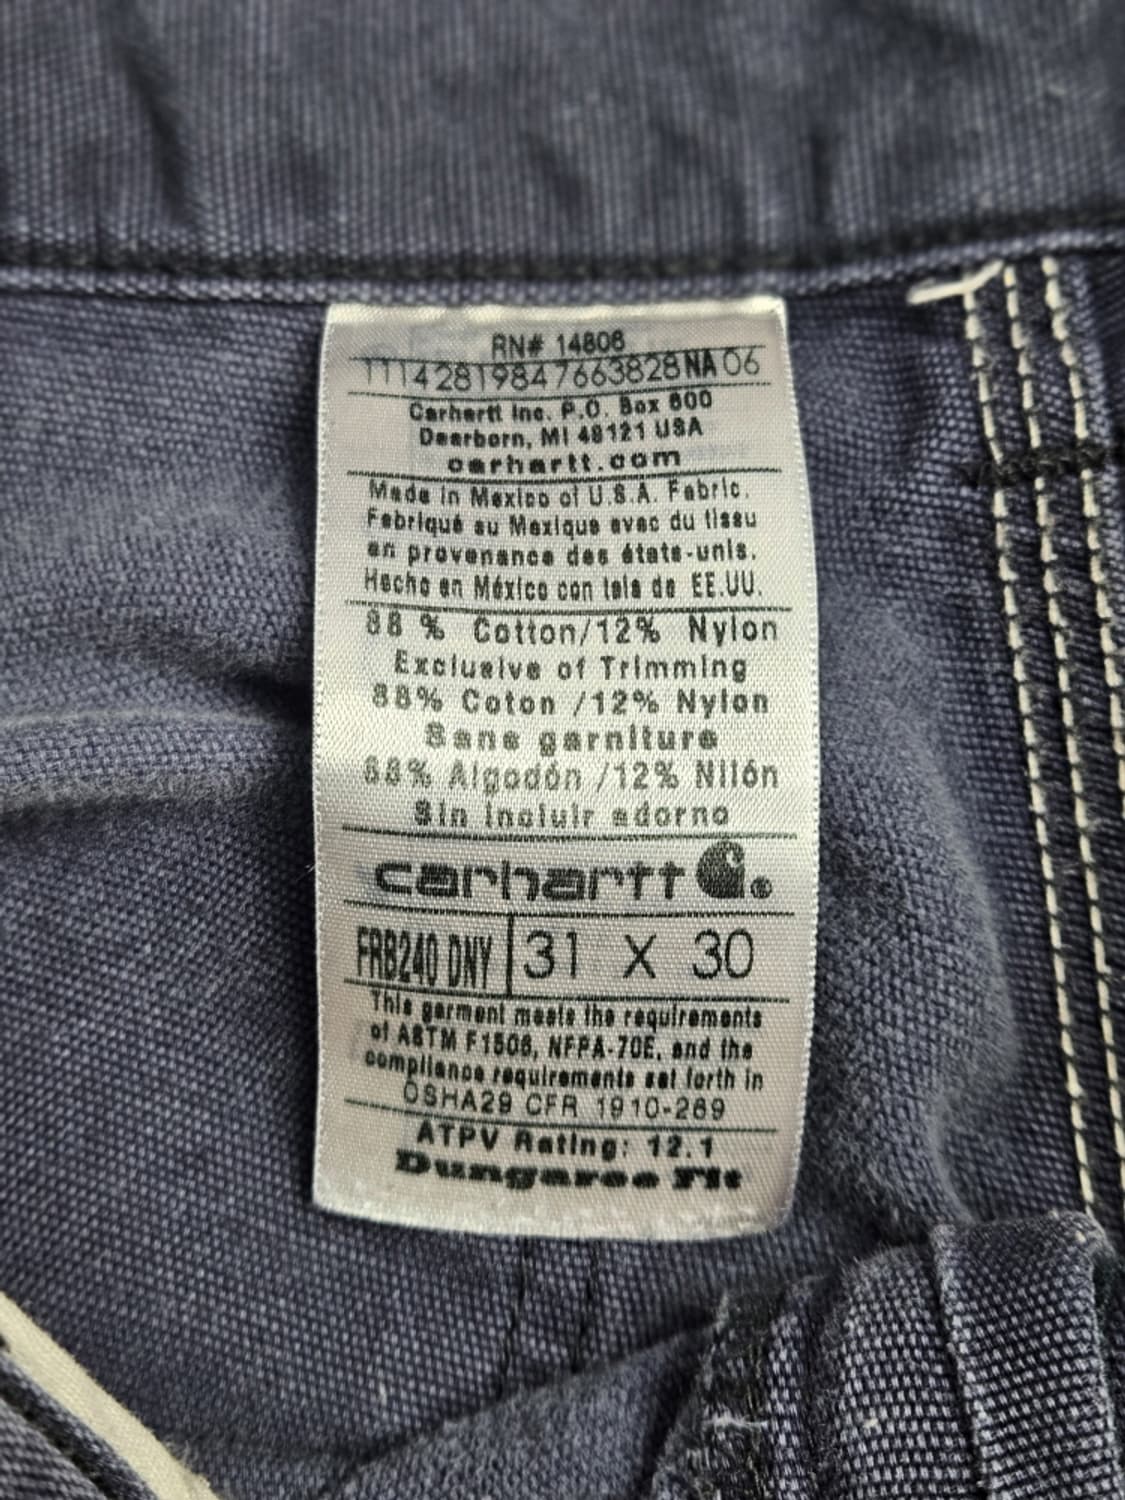 RN# 14806
11142819847663828 NA 06
Carhartt Inc. P.O. Box 600
Dearborn, MI 48121 USA
carhartt.com
Made in Mexico of U.S.A. Fabric.
Fabriqué au Mexique avec du tissu
en provenance des états-unis.
Hecho en México con tela de EE.UU.
88 % Cotton/12% Nylon
Exclusive of Trimming
88% Coton /12% Nylon
Sans garniture
88% Algodón /12% Nilón
Sin incluir adorno
carhartt ®
FRB240 DNY 31 X 30
This garment meets the requirements
of ASTM F1506, NFPA-70E, and the
compliance requirements set forth in
OSHA29 CFR 1910-269
ATPV Rating: 12.1
Dungaree Fit